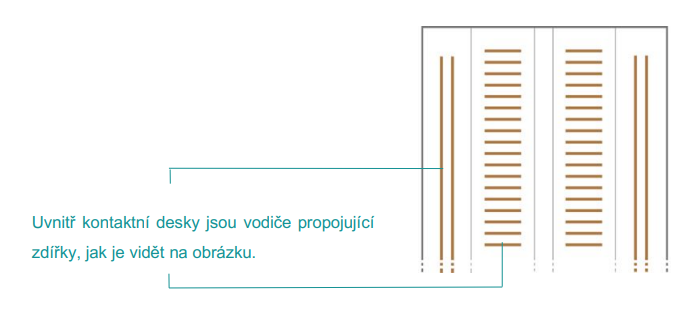 Uvnitř kontaktní desky jsou vodiče propojující
zdířky, jak je vidět na obrázku.